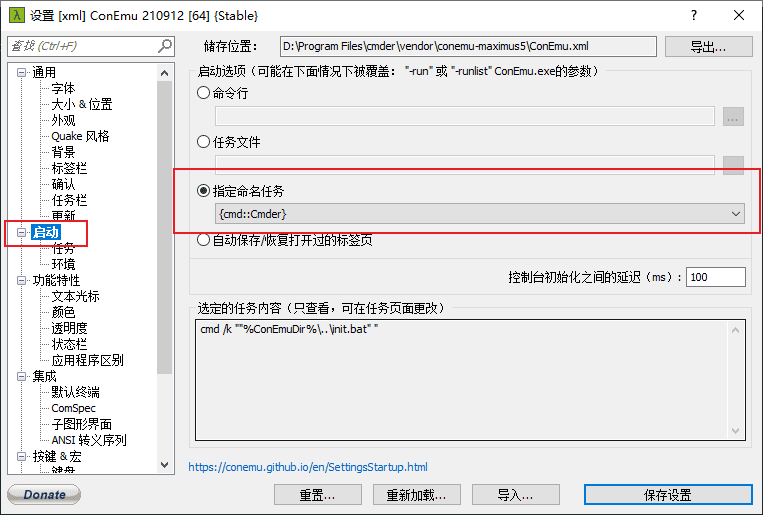 设置 [xml] ConEmu 210912 [64] {Stable}
查找 (Ctrl+F)
储存位置：
D:\Program Files\cmder\vendor\conemu-maximus5\ConEmu.xml
导出...
通用
字体
大小 & 位置
外观
Quake 风格
背景
标签栏
确认
任务栏
更新
启动
任务
环境
功能特性
文本光标
颜色
透明度
状态栏
应用程序区别
集成
默认终端
ComSpec
子图形界面
ANSI 转义序列
按键 & 宏
键盘
启动选项（可能在下面情况下被覆盖： "-run" 或 "-runlist" ConEmu.exe的参数）
命令行
...
任务文件
指定命名任务
{cmd::Cmder}
自动保存/恢复打开过的标签页
控制台初始化之间的延迟（ms）:
100
选定的任务内容（只查看，可在任务页面更改）
cmd /k ""%ConEmuDir%\..\init.bat" "
https://conemu.github.io/en/SettingsStartup.html
Donate
重置...
重新加载...
导入...
保存设置